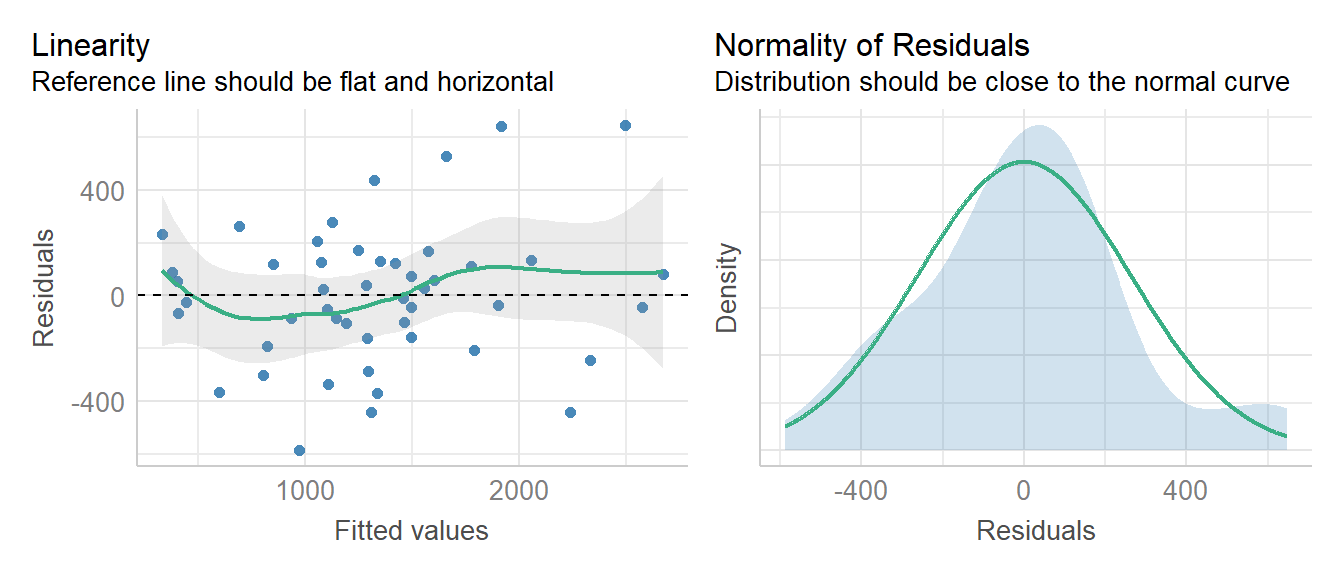 Linearity
Reference line should be flat and horizontal
Residuals
400
0
-400
1000 2000
Fitted values
Normality of Residuals
Distribution should be close to the normal curve
Density
-400 0 400
Residuals